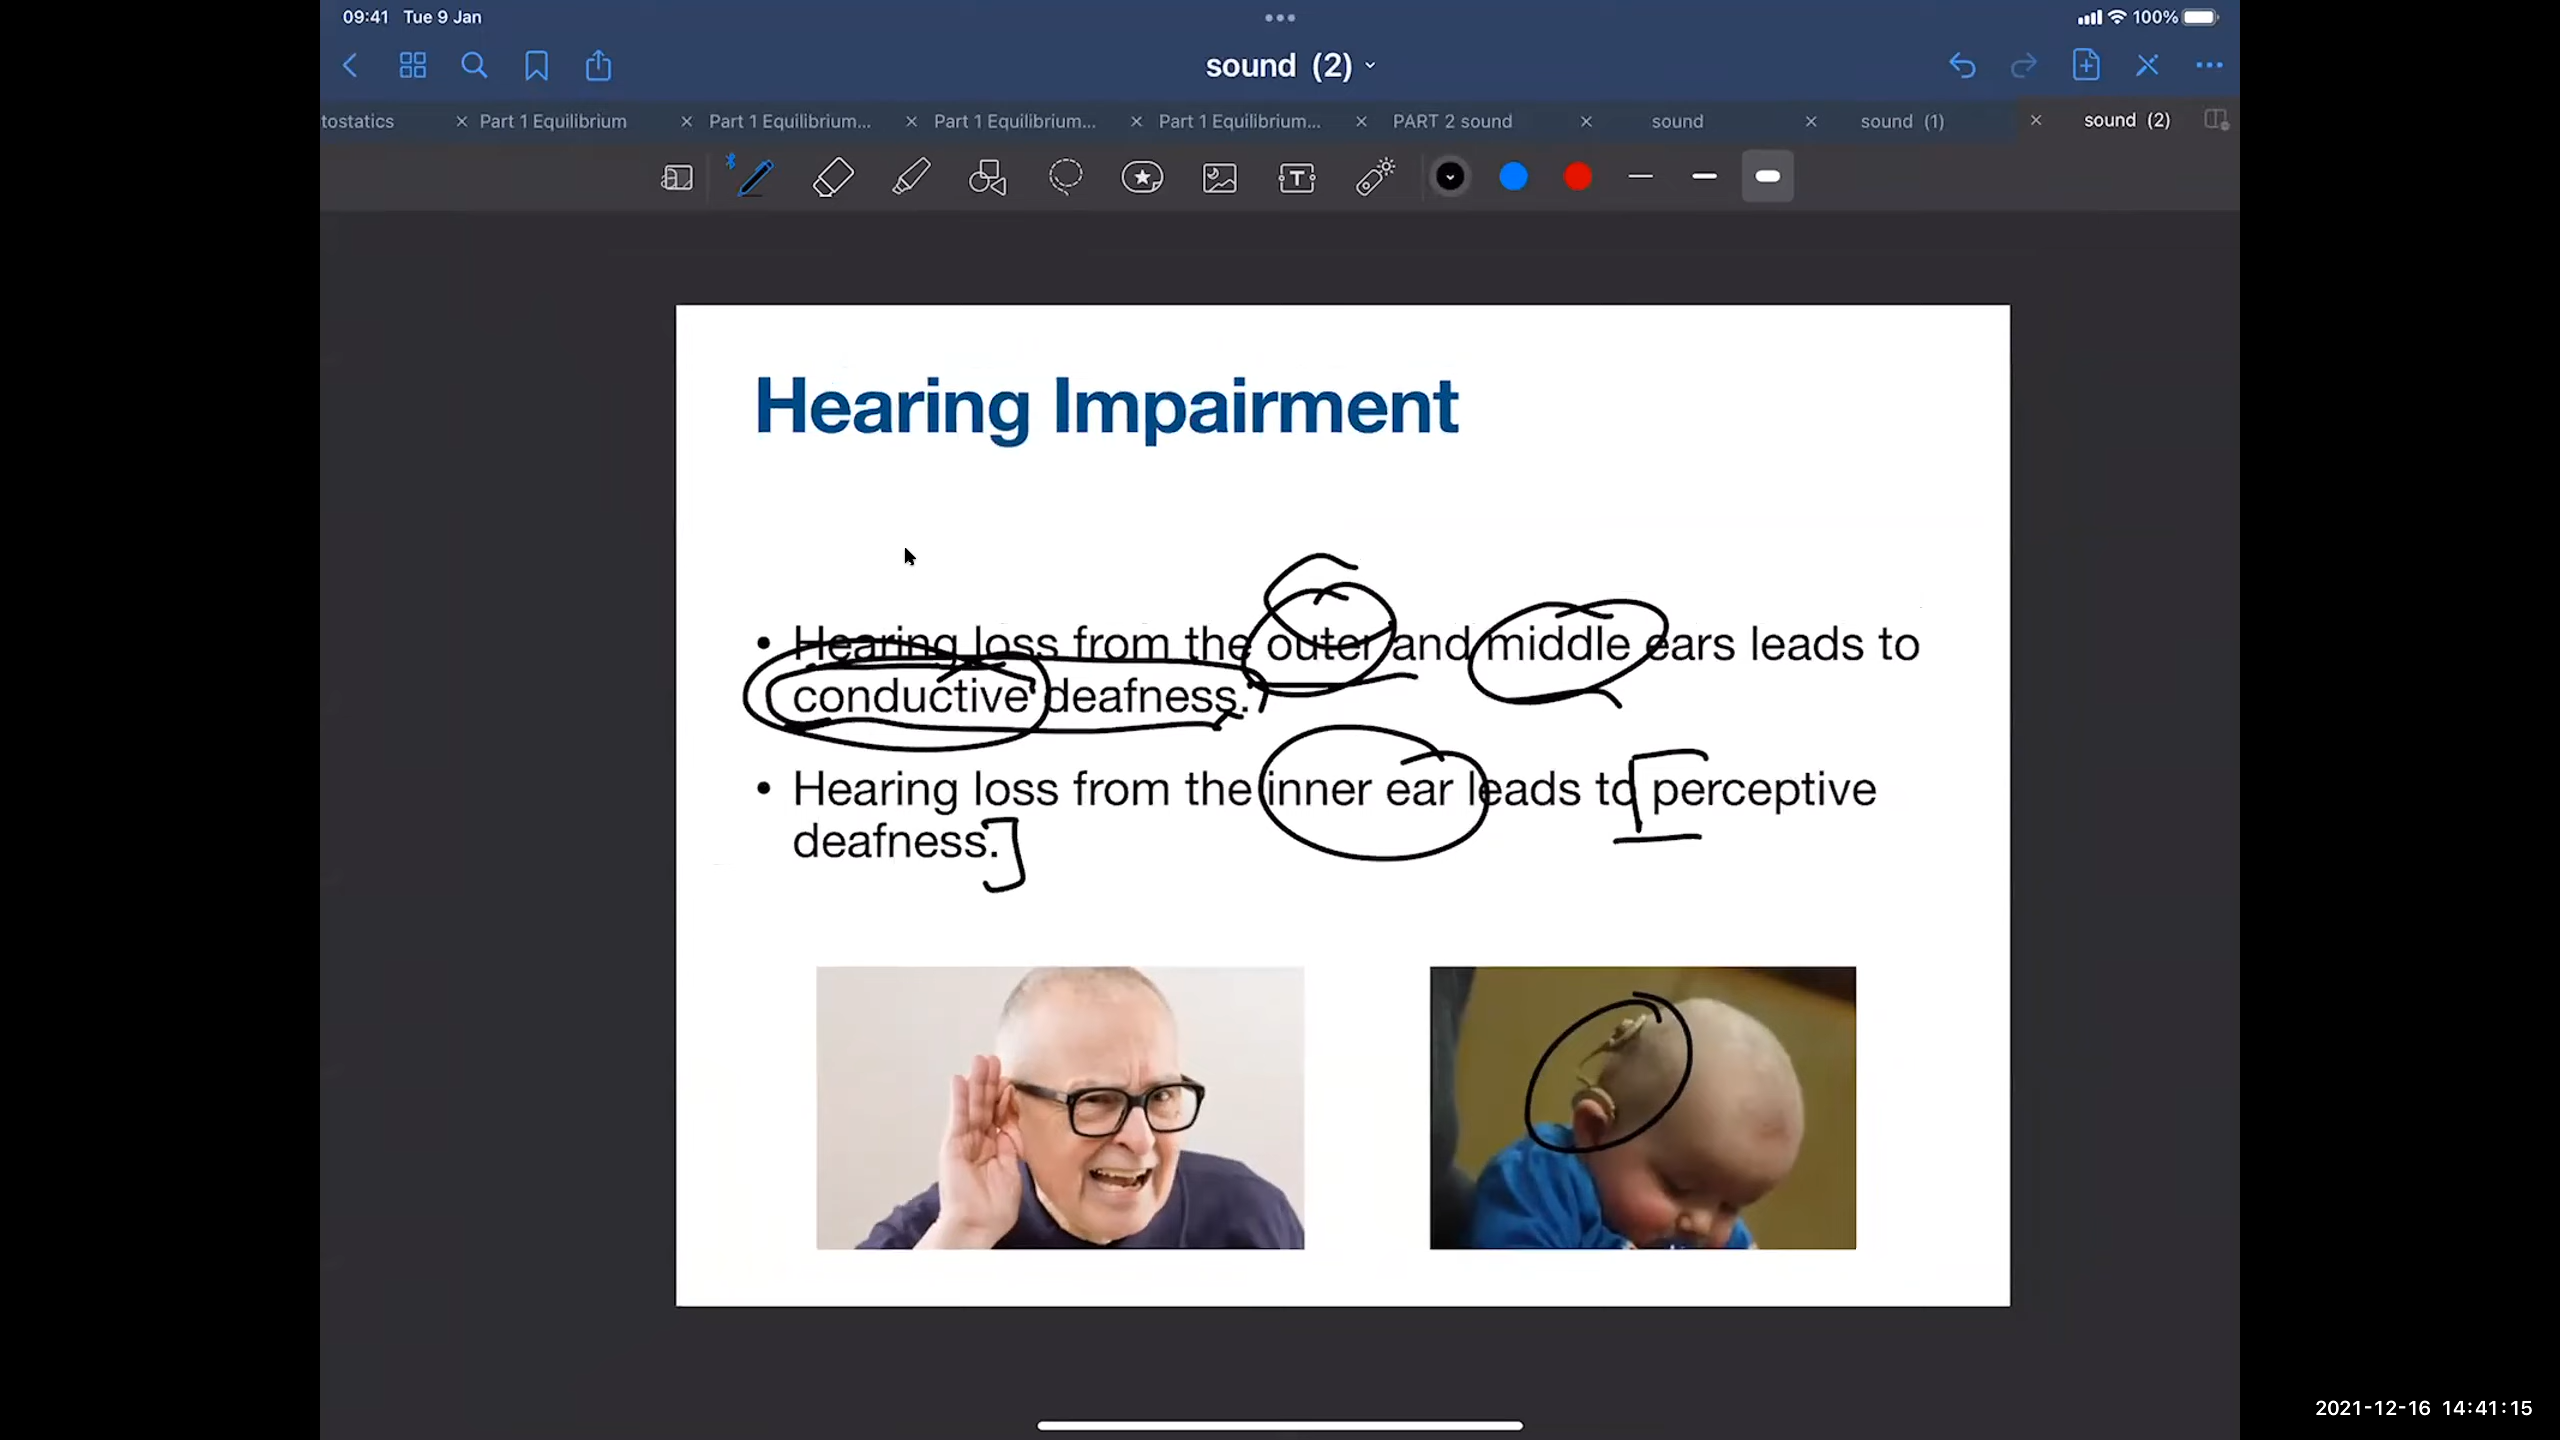 09:41 Tue 9 Jan
100%
sound (2)
tostatics
Part 1 Equilibrium
Part 1 Equilibrium...
Part 1 Equilibrium...
Part 1 Equilibrium...
PART 2 sound
sound
sound (1)
sound (2)
Hearing Impairment
• Hearing loss from the outer and middle ears leads to
conductive deafness.
• Hearing loss from the inner ear leads to perceptive
deafness.
2021-12-16 14:41:15